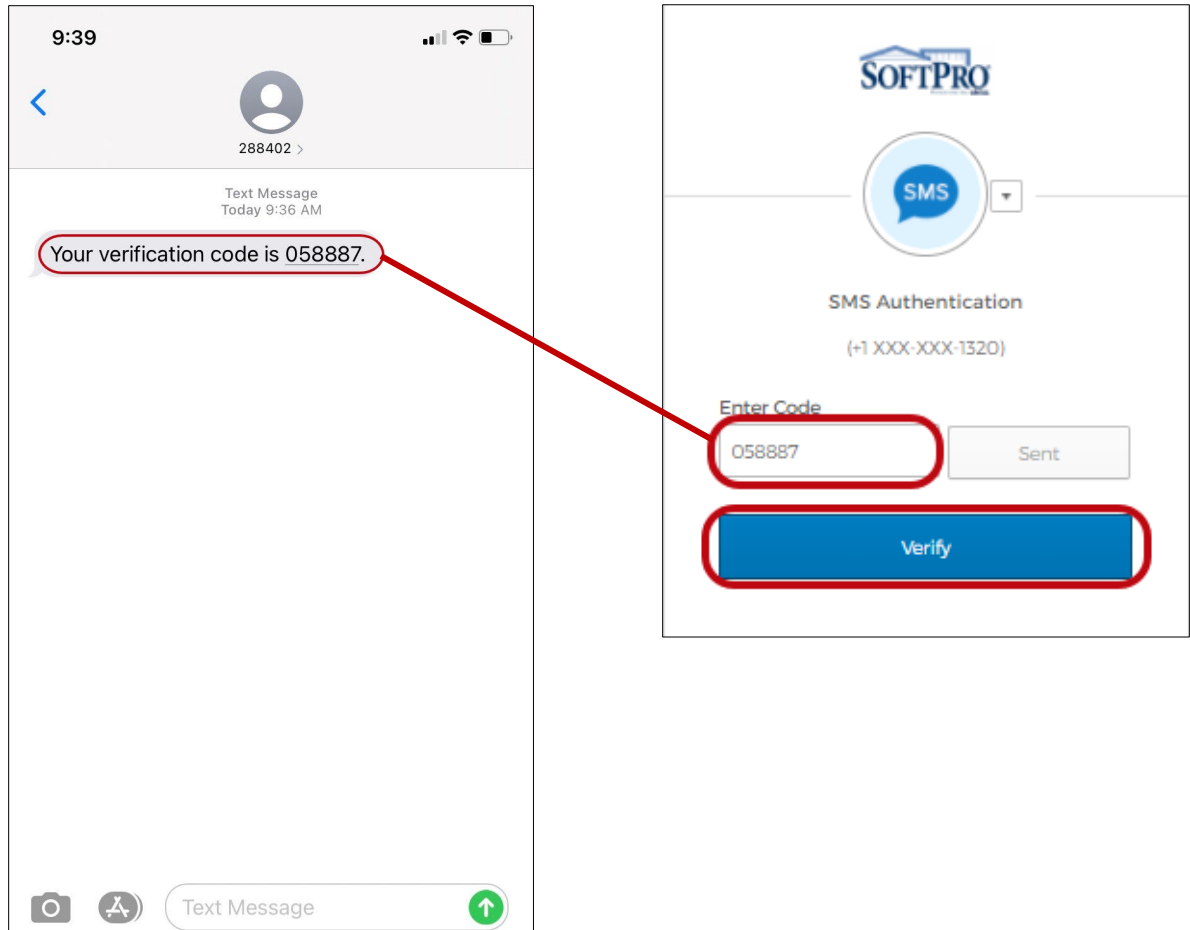 9:39
288402 >
Text Message
Today 9:36 AM
Your verification code is 058887.
Text Message
SOFTPRO
SMS
SMS Authentication
(+1 XXX-XXX-1320)
Enter Code
058887
Sent
Verify